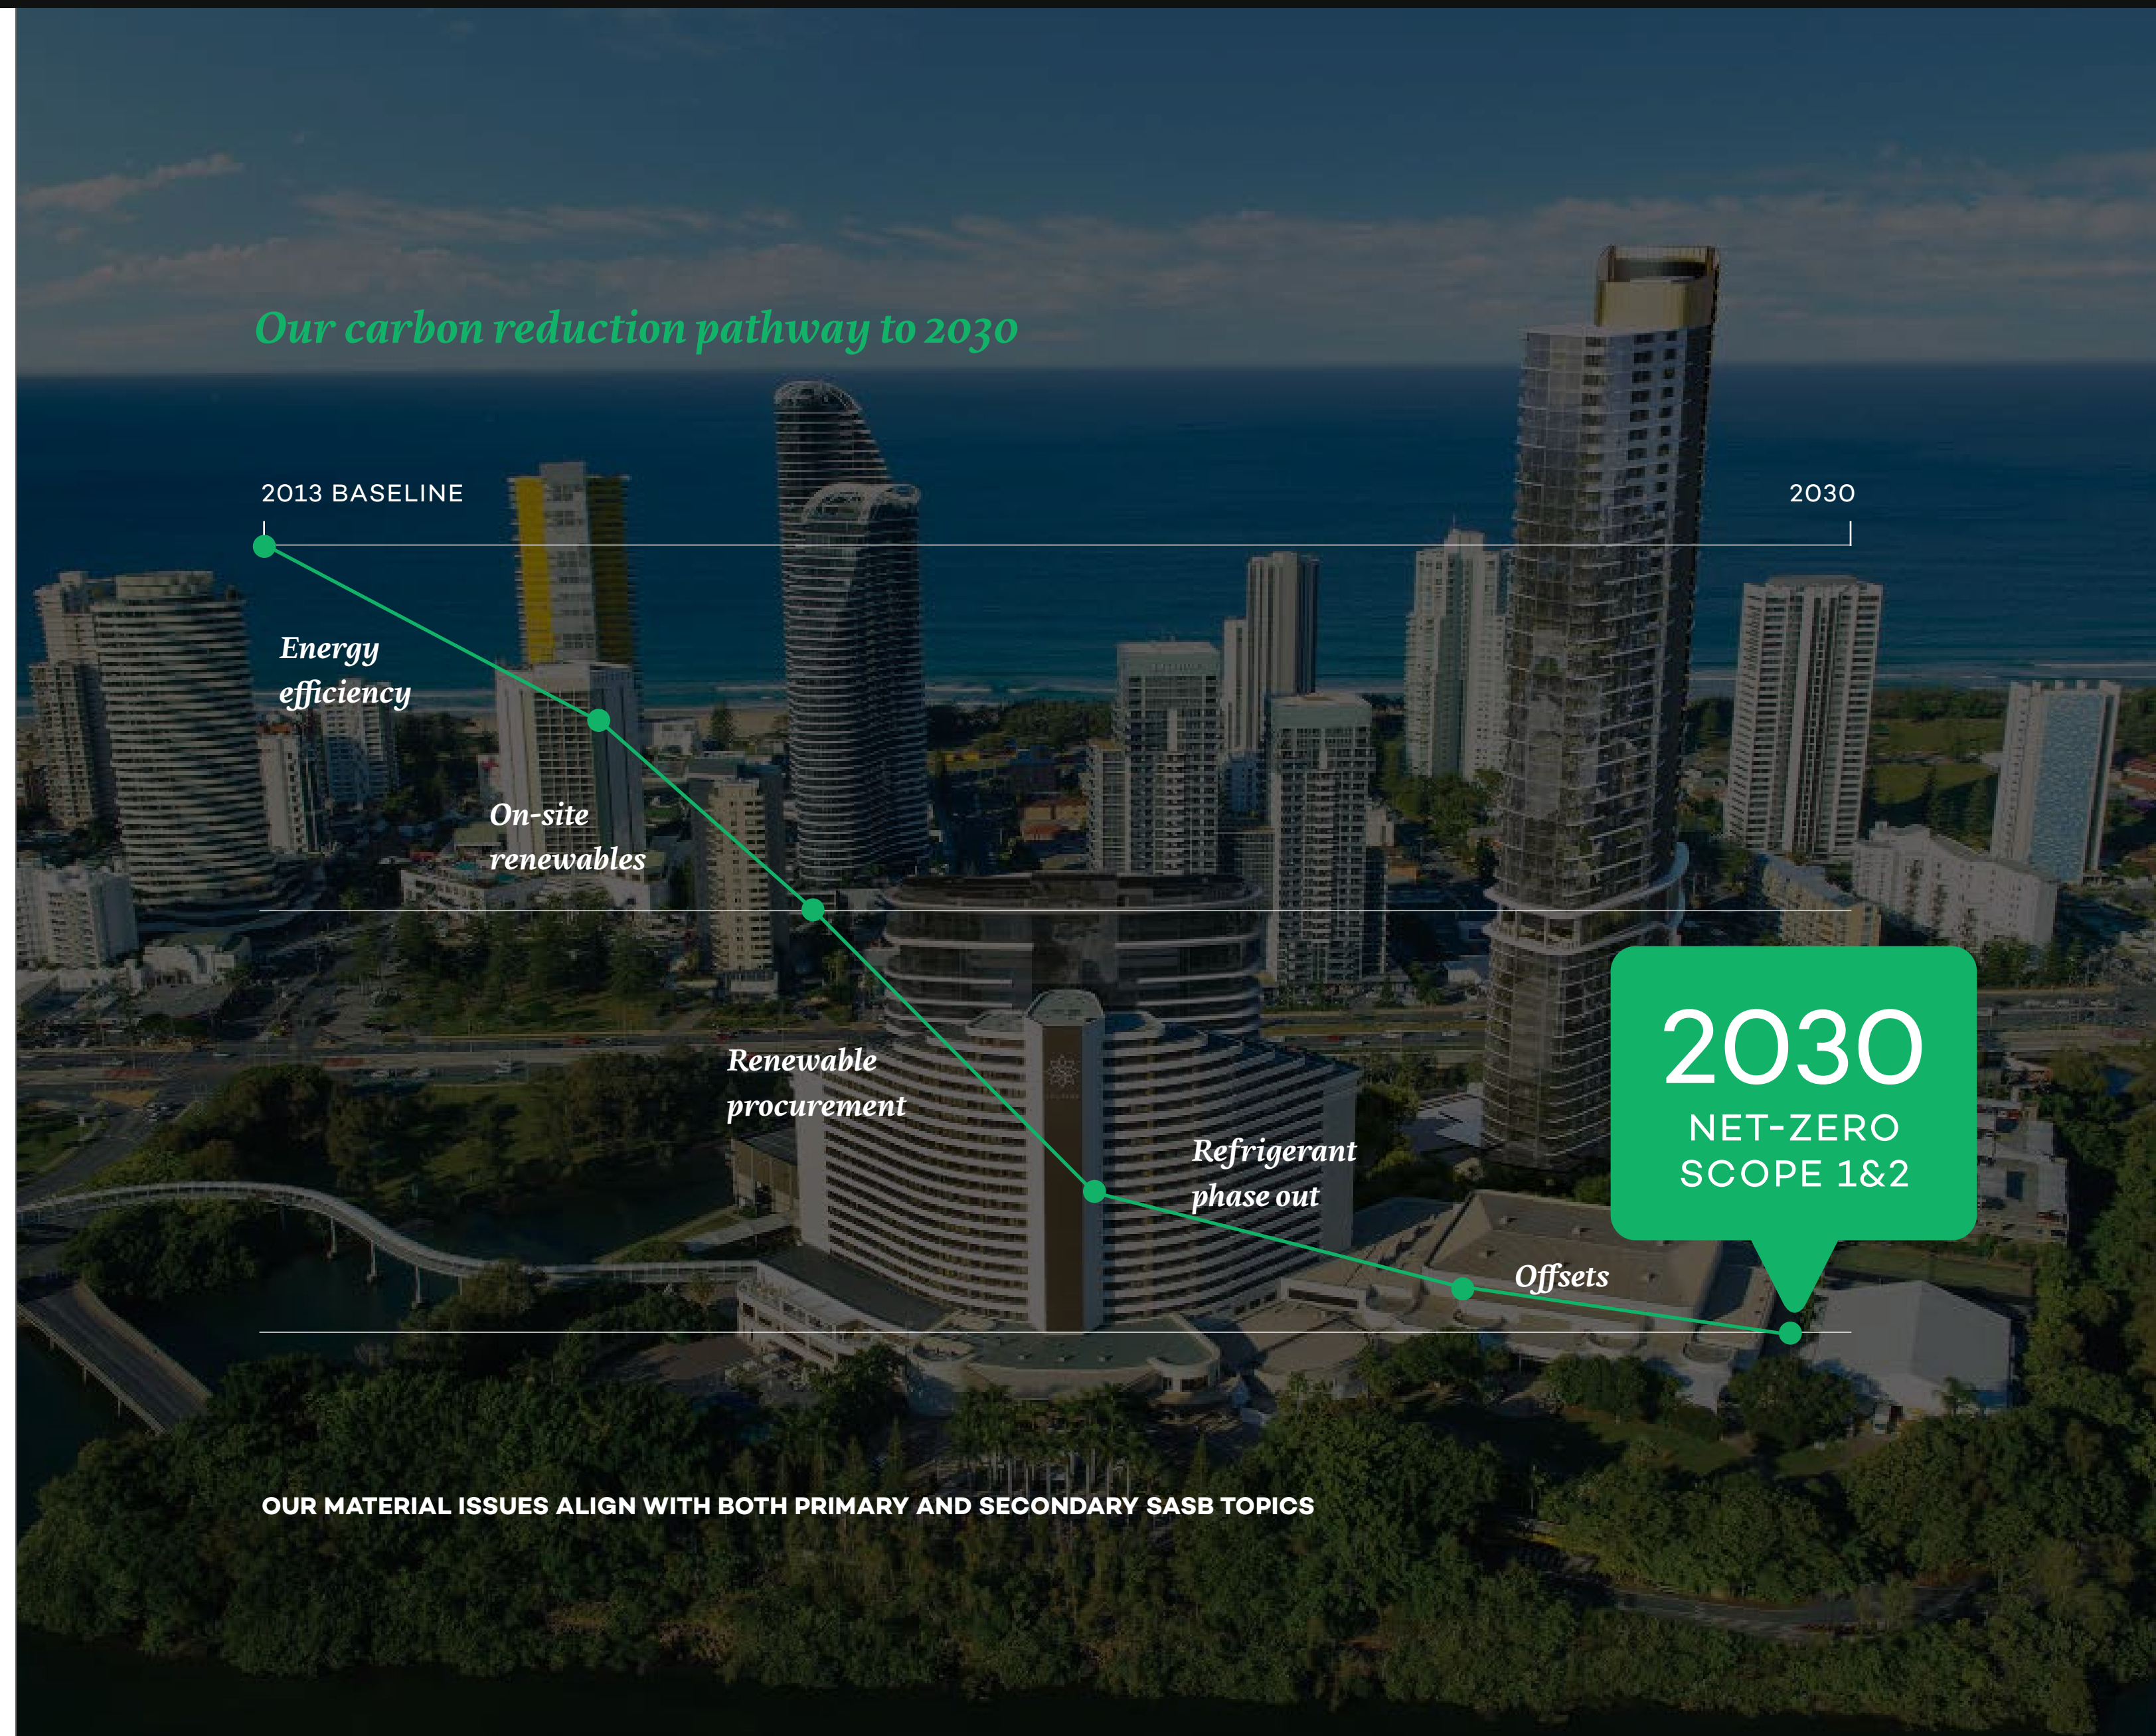 Our carbon reduction pathway to 2030
2013 BASELINE
2030
Energy
efficiency
On-site
renewables
Renewable
procurement
Refrigerant
phase out
Offsets
2030
NET-ZERO
SCOPE 1&2
OUR MATERIAL ISSUES ALIGN WITH BOTH PRIMARY AND SECONDARY SASB TOPICS